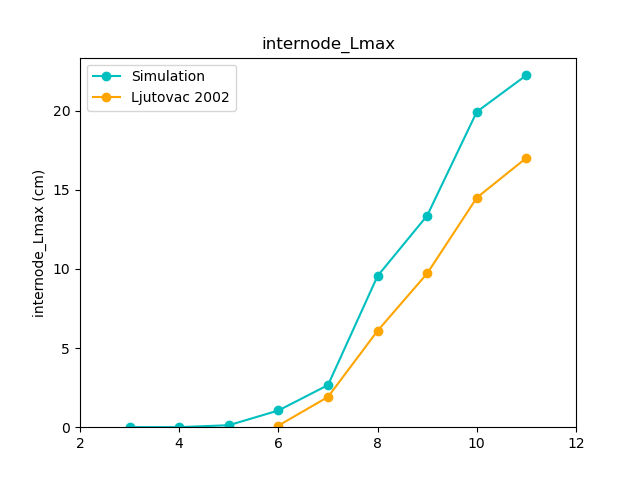 internode_Lmax
Simulation
Ljutovac 2002
internode_Lmax (cm)
20
15
10
5
0
2 4 6 8 10 12